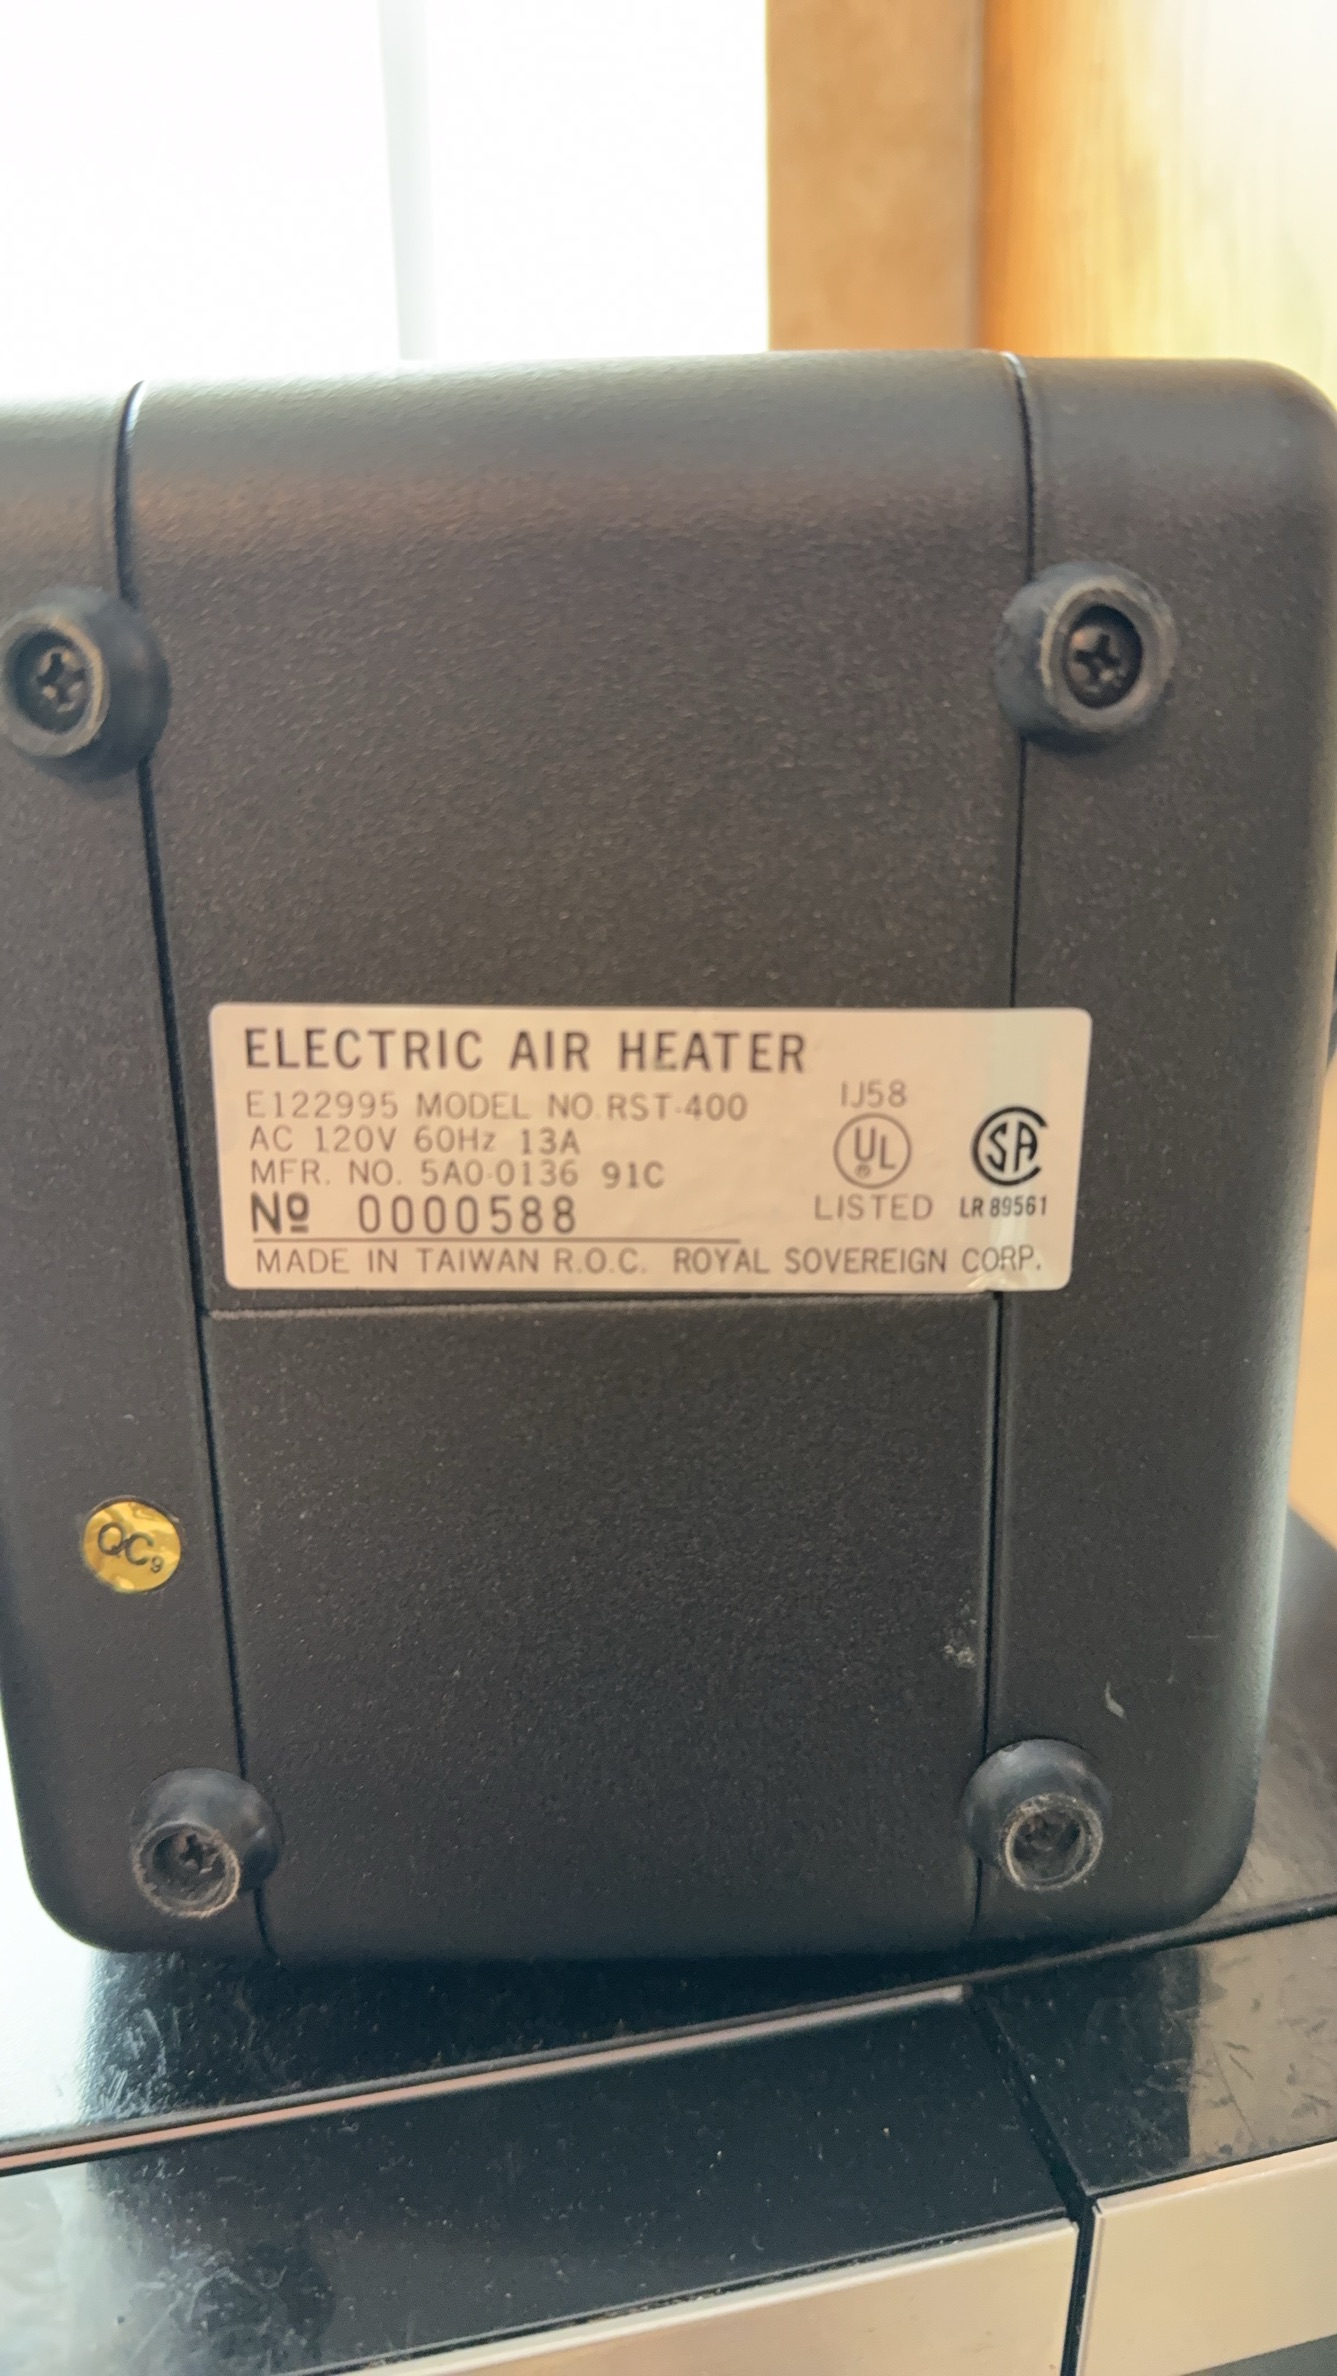 ELECTRIC AIR HEATER
E122995 MODEL NO. RST-400
AC 120V 60Hz 13A
MFR. NO. 5A0-0136 91C
Nº 0000588
MADE IN TAIWAN R.O.C. ROYAL SOVEREIGN CORP.
IJ58
UL
®
LISTED
SA
LR 89561
QC9